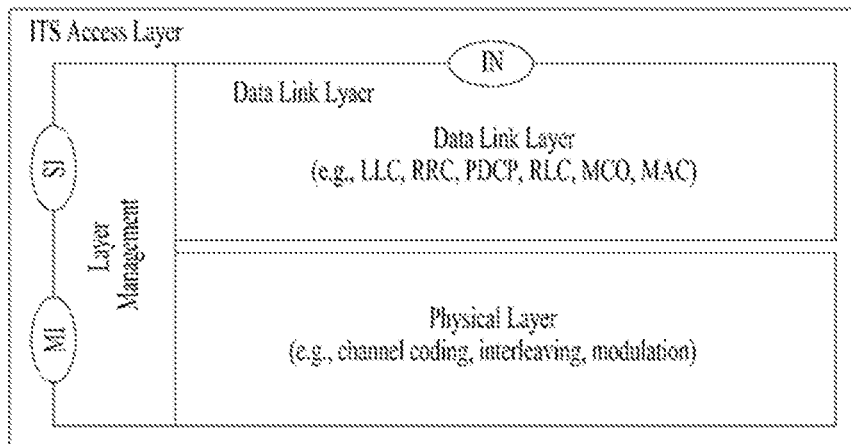 ITS Access Layer
IN
Data Link Lyaer
Data Link Layer
(e.g., LLC, RRC, PDCP, RLC, MCO, MAC)
SI
Layer
Management
MI
Physical Layer
(e.g., channel coding, interleaving, modulation)